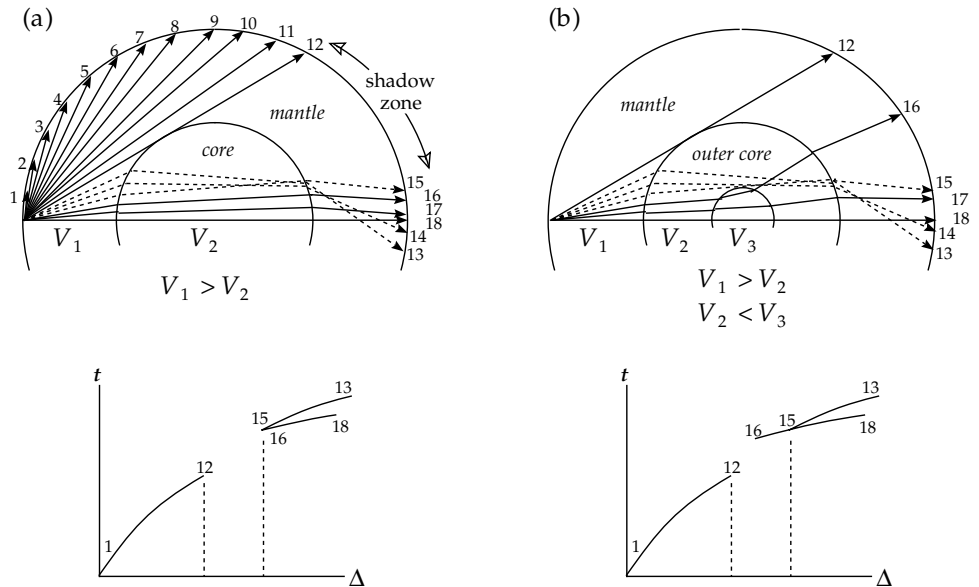 (a)
1
2
3
4
5
6
7
8
9
10
11
12
shadow
zone
mantle
core
15
16
17
18
14
13
V₁
V₂
V₁ > V₂
(b)
12
16
mantle
outer core
15
17
18
14
13
V₁
V₂
V₃
V₁ > V₂
V₂ < V₃
t
1
12
15
16
13
18
Δ
t
1
12
16
15
13
18
Δ